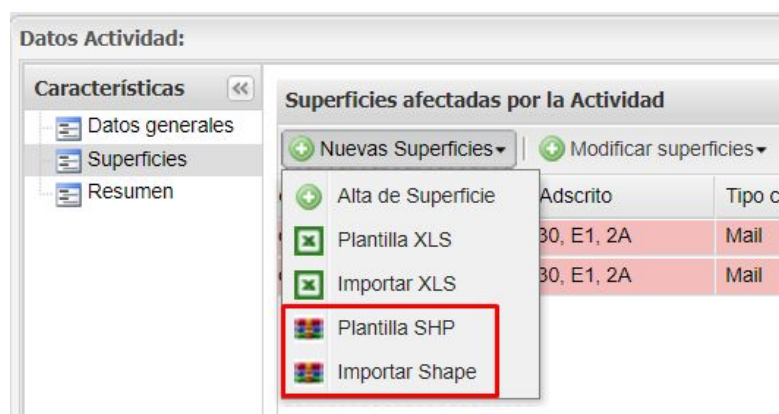 Datos Actividad:
Características
Datos generales
Superficies
Resumen
Superficies afectadas por la Actividad
Nuevas Superficies
Modificar superficies
Alta de Superficie
Plantilla XLS
Importar XLS
Plantilla SHP
Importar Shape
Adscrito
Tipo
30, E1, 2A
Mail
30, E1, 2A
Mail